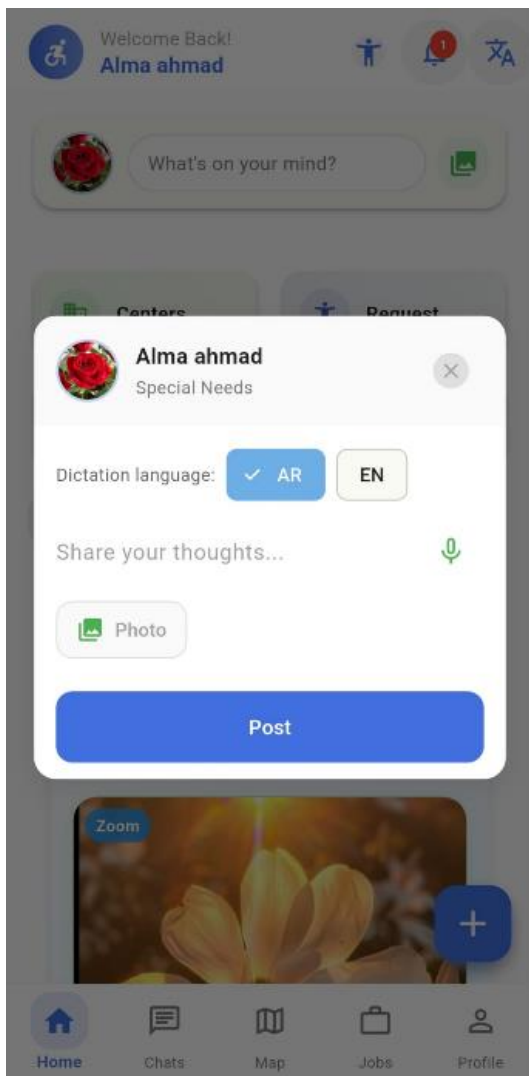 Welcome Back!
Alma ahmad
1
What's on your mind?
Centers
Request
Alma ahmad
Special Needs
Dictation language:
AR
EN
Share your thoughts...
Photo
Post
Zoom
Home
Chats
Map
Jobs
Profile